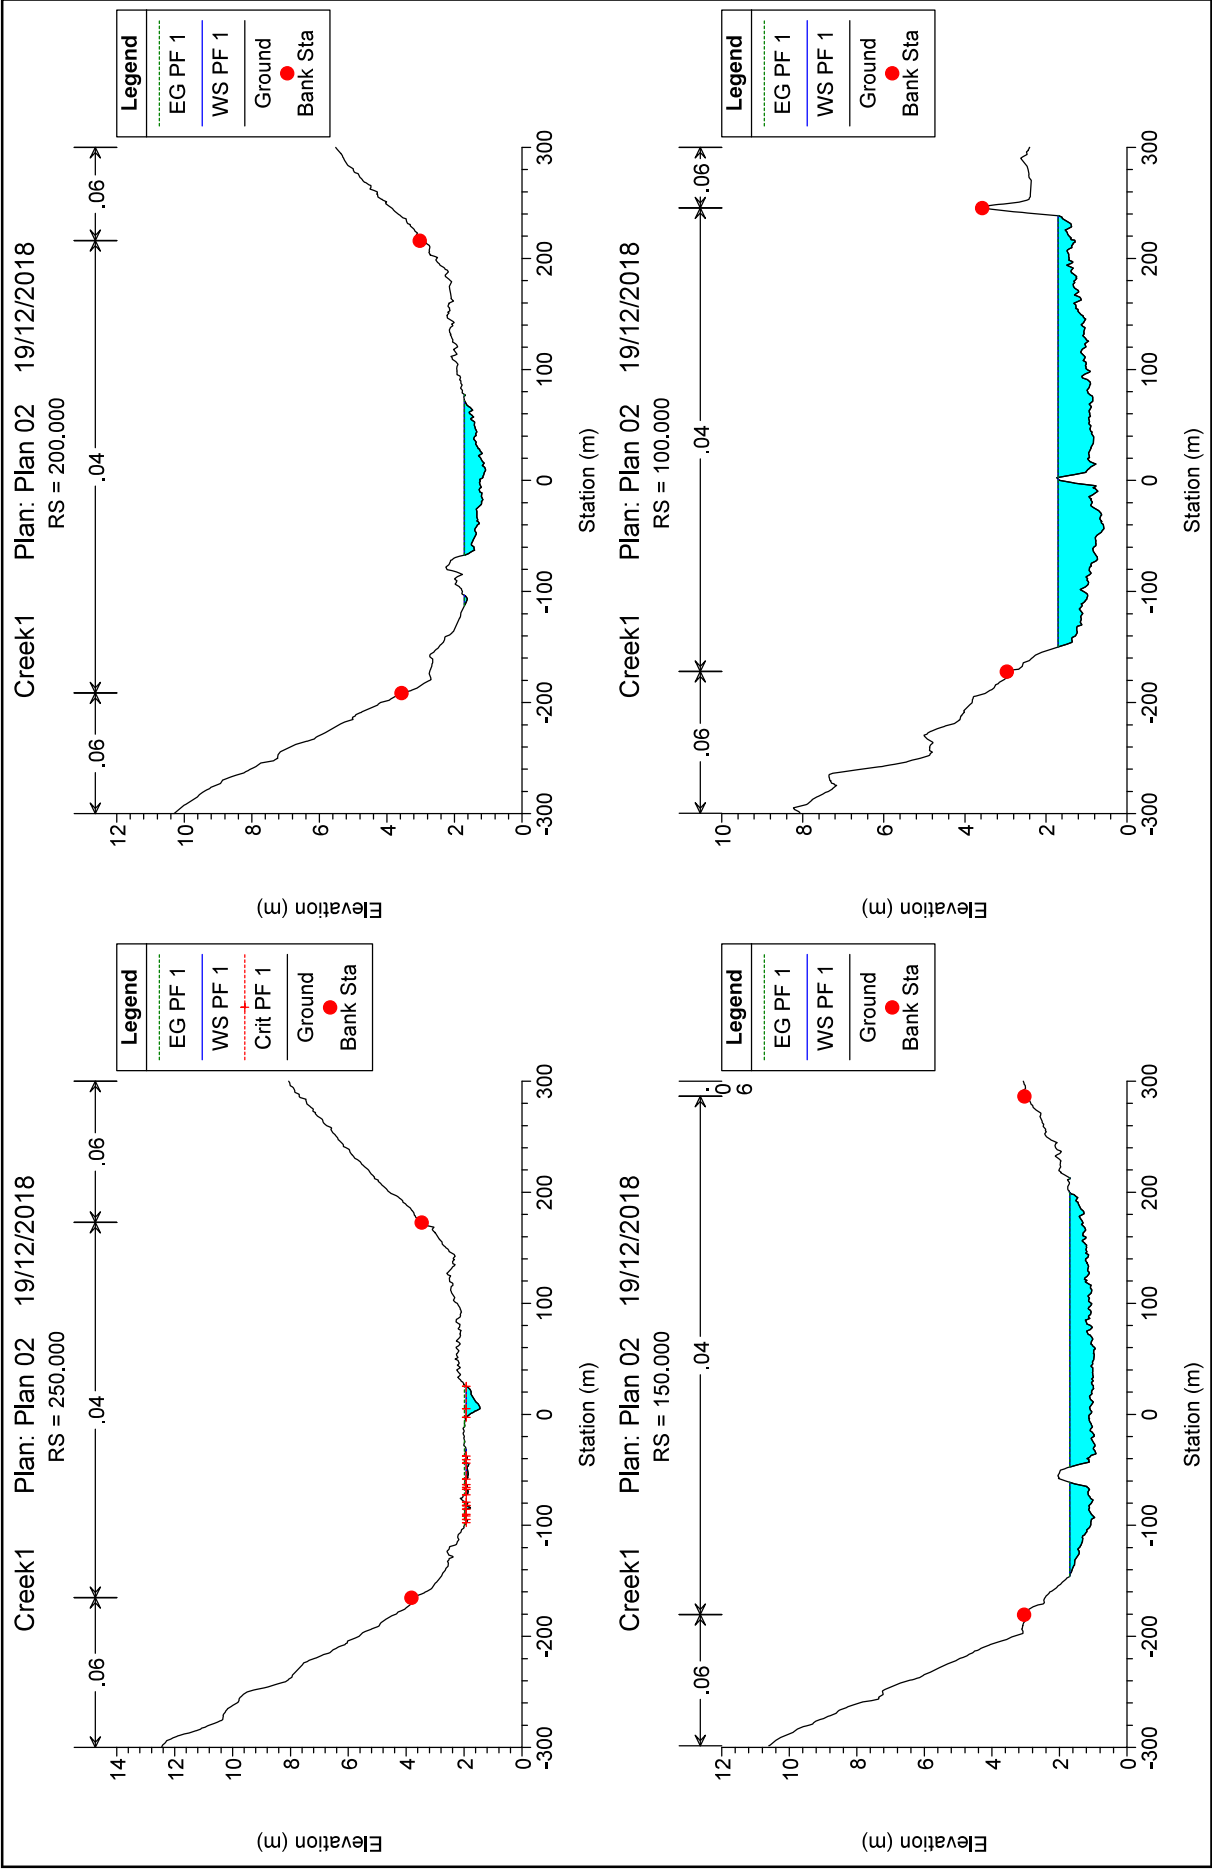 Creek1 Plan: Plan 02 19/12/2018
RS = 250.000
.06
.04
.06
14
12
10
8
6
4
2
0
Elevation (m)
-300
-200
-100
0
100
200
300
Station (m)
Legend
EG PF 1
WS PF 1
Crit PF 1
Ground
Bank Sta
Creek1 Plan: Plan 02 19/12/2018
RS = 200.000
.06
.04
.06
12
10
8
6
4
2
0
Elevation (m)
-300
-200
-100
0
100
200
300
Station (m)
Legend
EG PF 1
WS PF 1
Ground
Bank Sta
Creek1 Plan: Plan 02 19/12/2018
RS = 150.000
.06
.04
.
0
6
12
10
8
6
4
2
0
Elevation (m)
-300
-200
-100
0
100
200
300
Station (m)
Legend
EG PF 1
WS PF 1
Ground
Bank Sta
Creek1 Plan: Plan 02 19/12/2018
RS = 100.000
.06
.04
.06
10
8
6
4
2
0
Elevation (m)
-300
-200
-100
0
100
200
300
Station (m)
Legend
EG PF 1
WS PF 1
Ground
Bank Sta